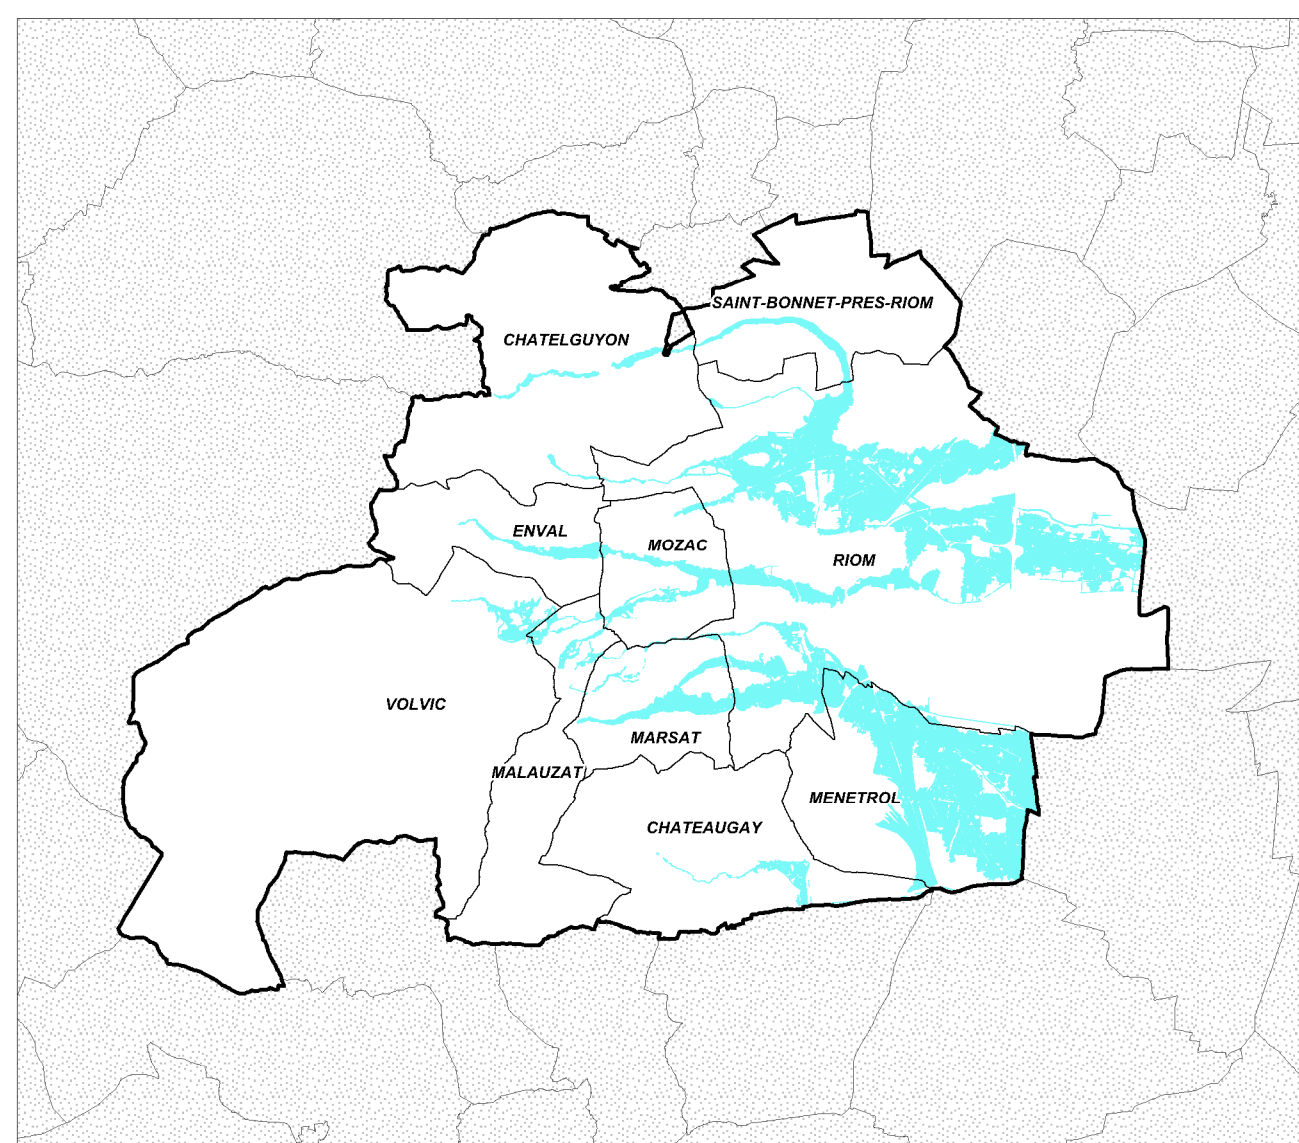 SAINT-BONNET-PRES-RIOM
CHATELGUYON
ENVAL
MOZAC
RIOM
VOLVIC
MARSAT
MALAUZAT
MENETROL
CHATEAUGAY